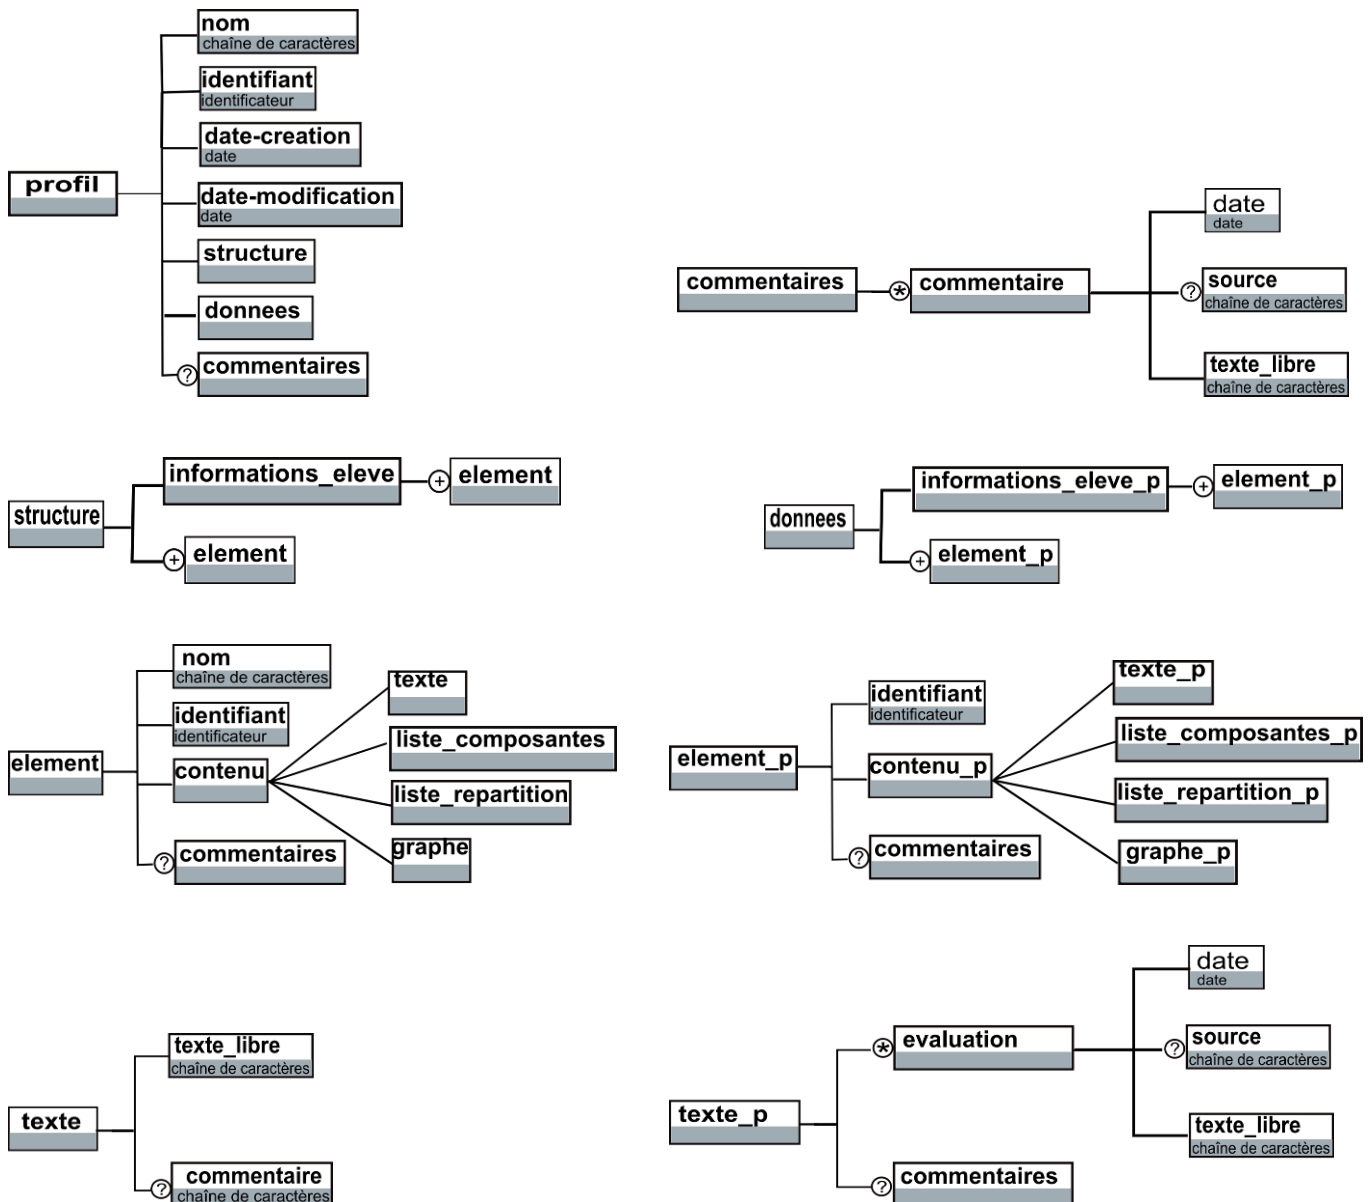 nom
chaîne de caractères
identifiant
identificateur
date-creation
date
profil
date-modification
date
structure
donnees
?
commentaires
commentaires
*
commentaire
date
date
?
source
chaîne de caractères
texte_libre
chaîne de caractères
structure
informations_eleve
+
element
+
element
donnees
informations_eleve_p
+
element_p
+
element_p
element
nom
chaîne de caractères
identifiant
identificateur
contenu
?
commentaires
texte
liste_composantes
liste_repartition
graphe
element_p
identifiant
identificateur
contenu_p
?
commentaires
texte_p
liste_composantes_p
liste_repartition_p
graphe_p
texte
texte_libre
chaîne de caractères
?
commentaire
chaîne de caractères
texte_p
*
evaluation
date
date
?
source
chaîne de caractères
texte_libre
chaîne de caractères
?
commentaires